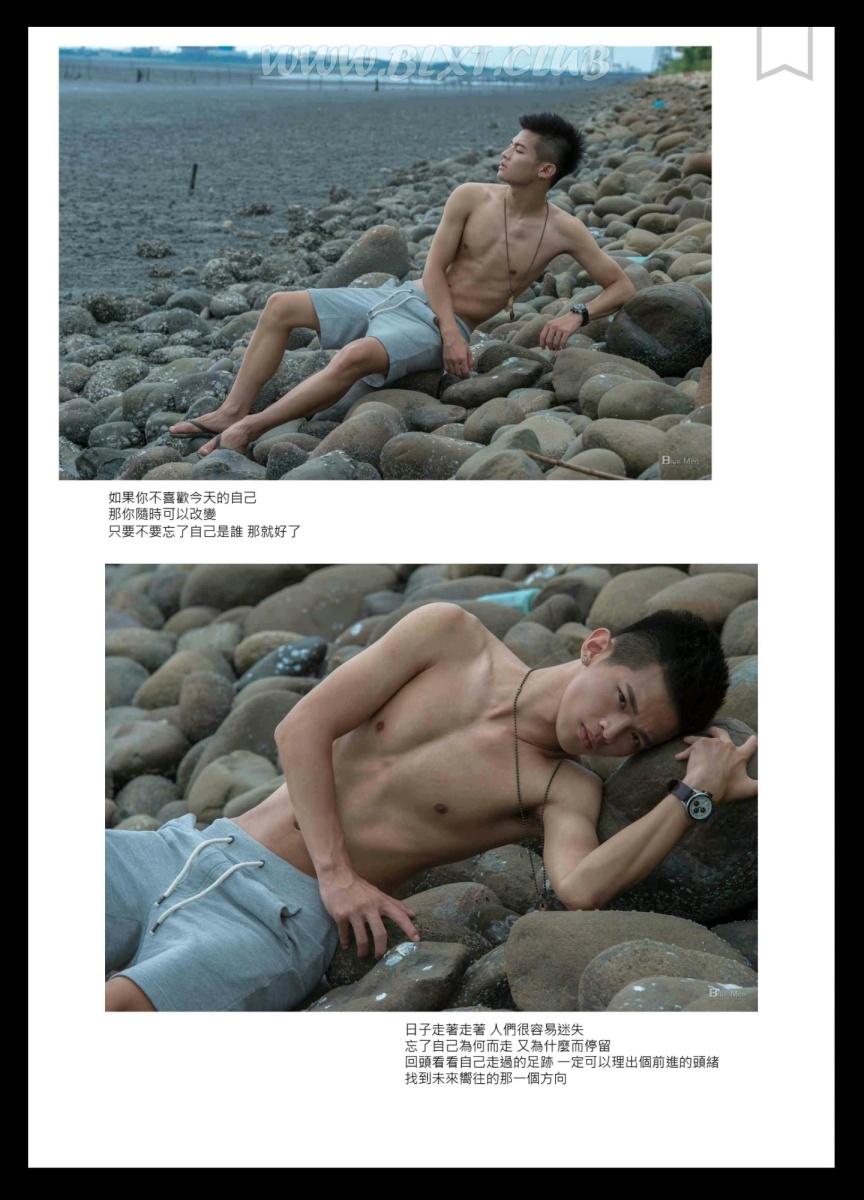 WWW.BLXT.CLUB
Blue Men
如果你不喜歡今天的自己
那你隨時可以改變
只要不要忘了自己是誰 那就好了
Blue Men
日子走著走著 人們很容易迷失
忘了自己為何而走 又為什麼而停留
回頭看看自己走過的足跡 一定可以理出個前進的頭緒
找到未來嚮往的那一個方向